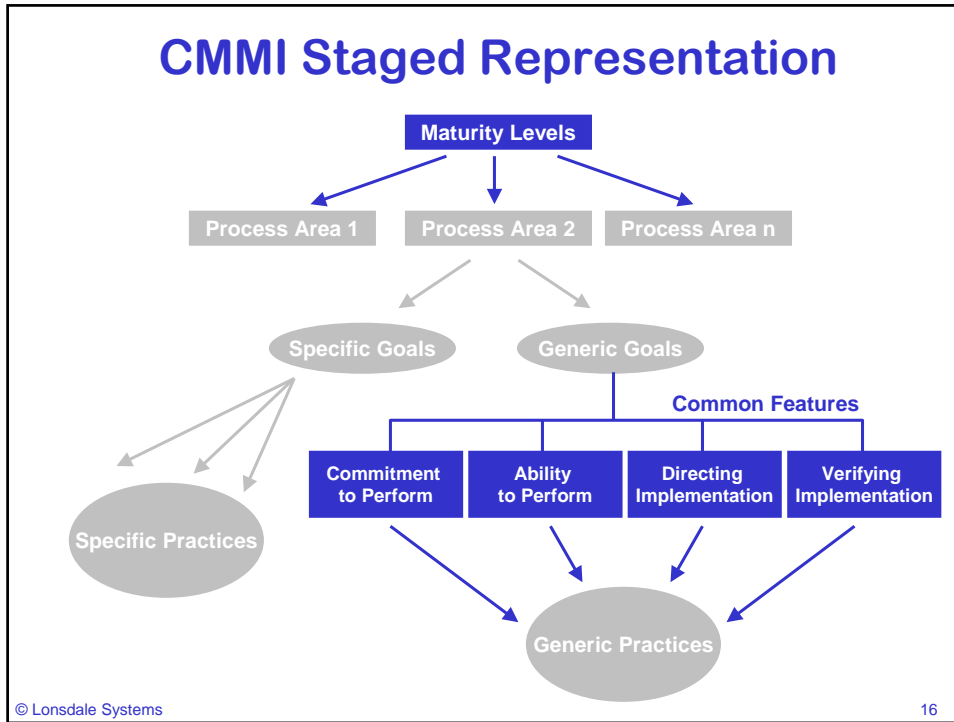 CMMI Staged Representation
Maturity Levels
Process Area 1
Process Area 2
Process Area n
Specific Goals
Generic Goals
Common Features
Commitment
to Perform
Ability
to Perform
Directing
Implementation
Verifying
Implementation
Specific Practices
Generic Practices
© Lonsdale Systems
16